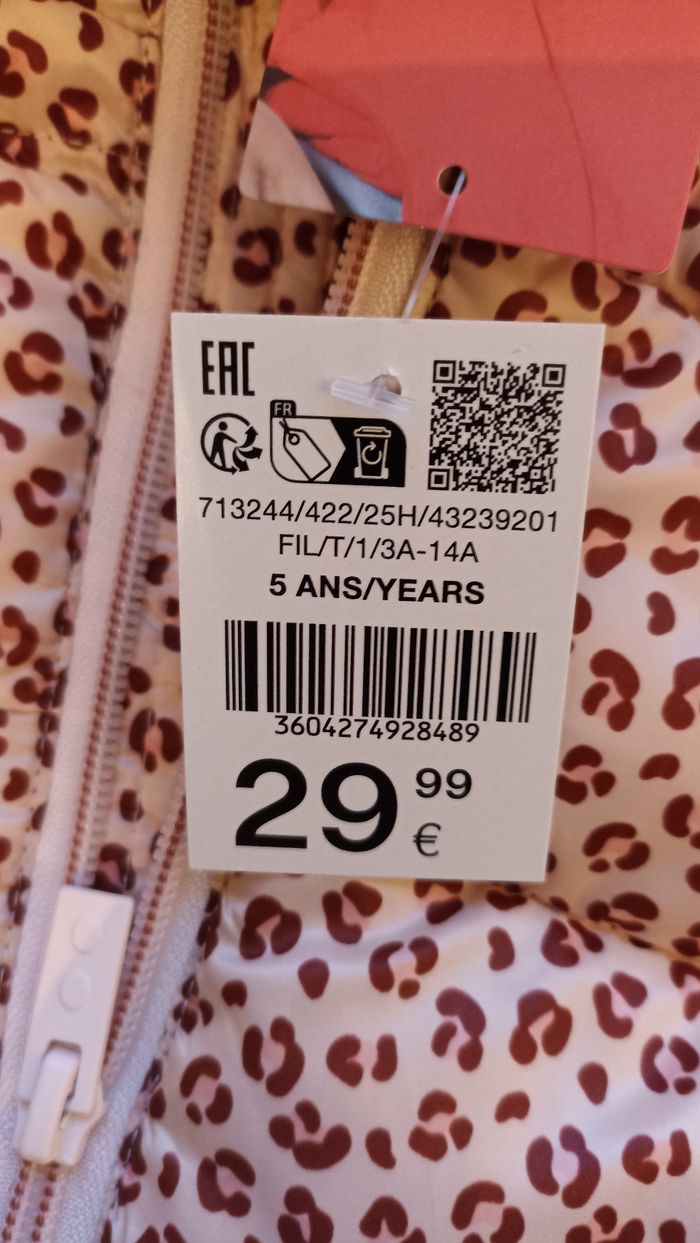 EAC
FR
713244/422/25H/43239201
FIL/T/1/3A-14A
5 ANS/YEARS
3604274928489
29 99
€